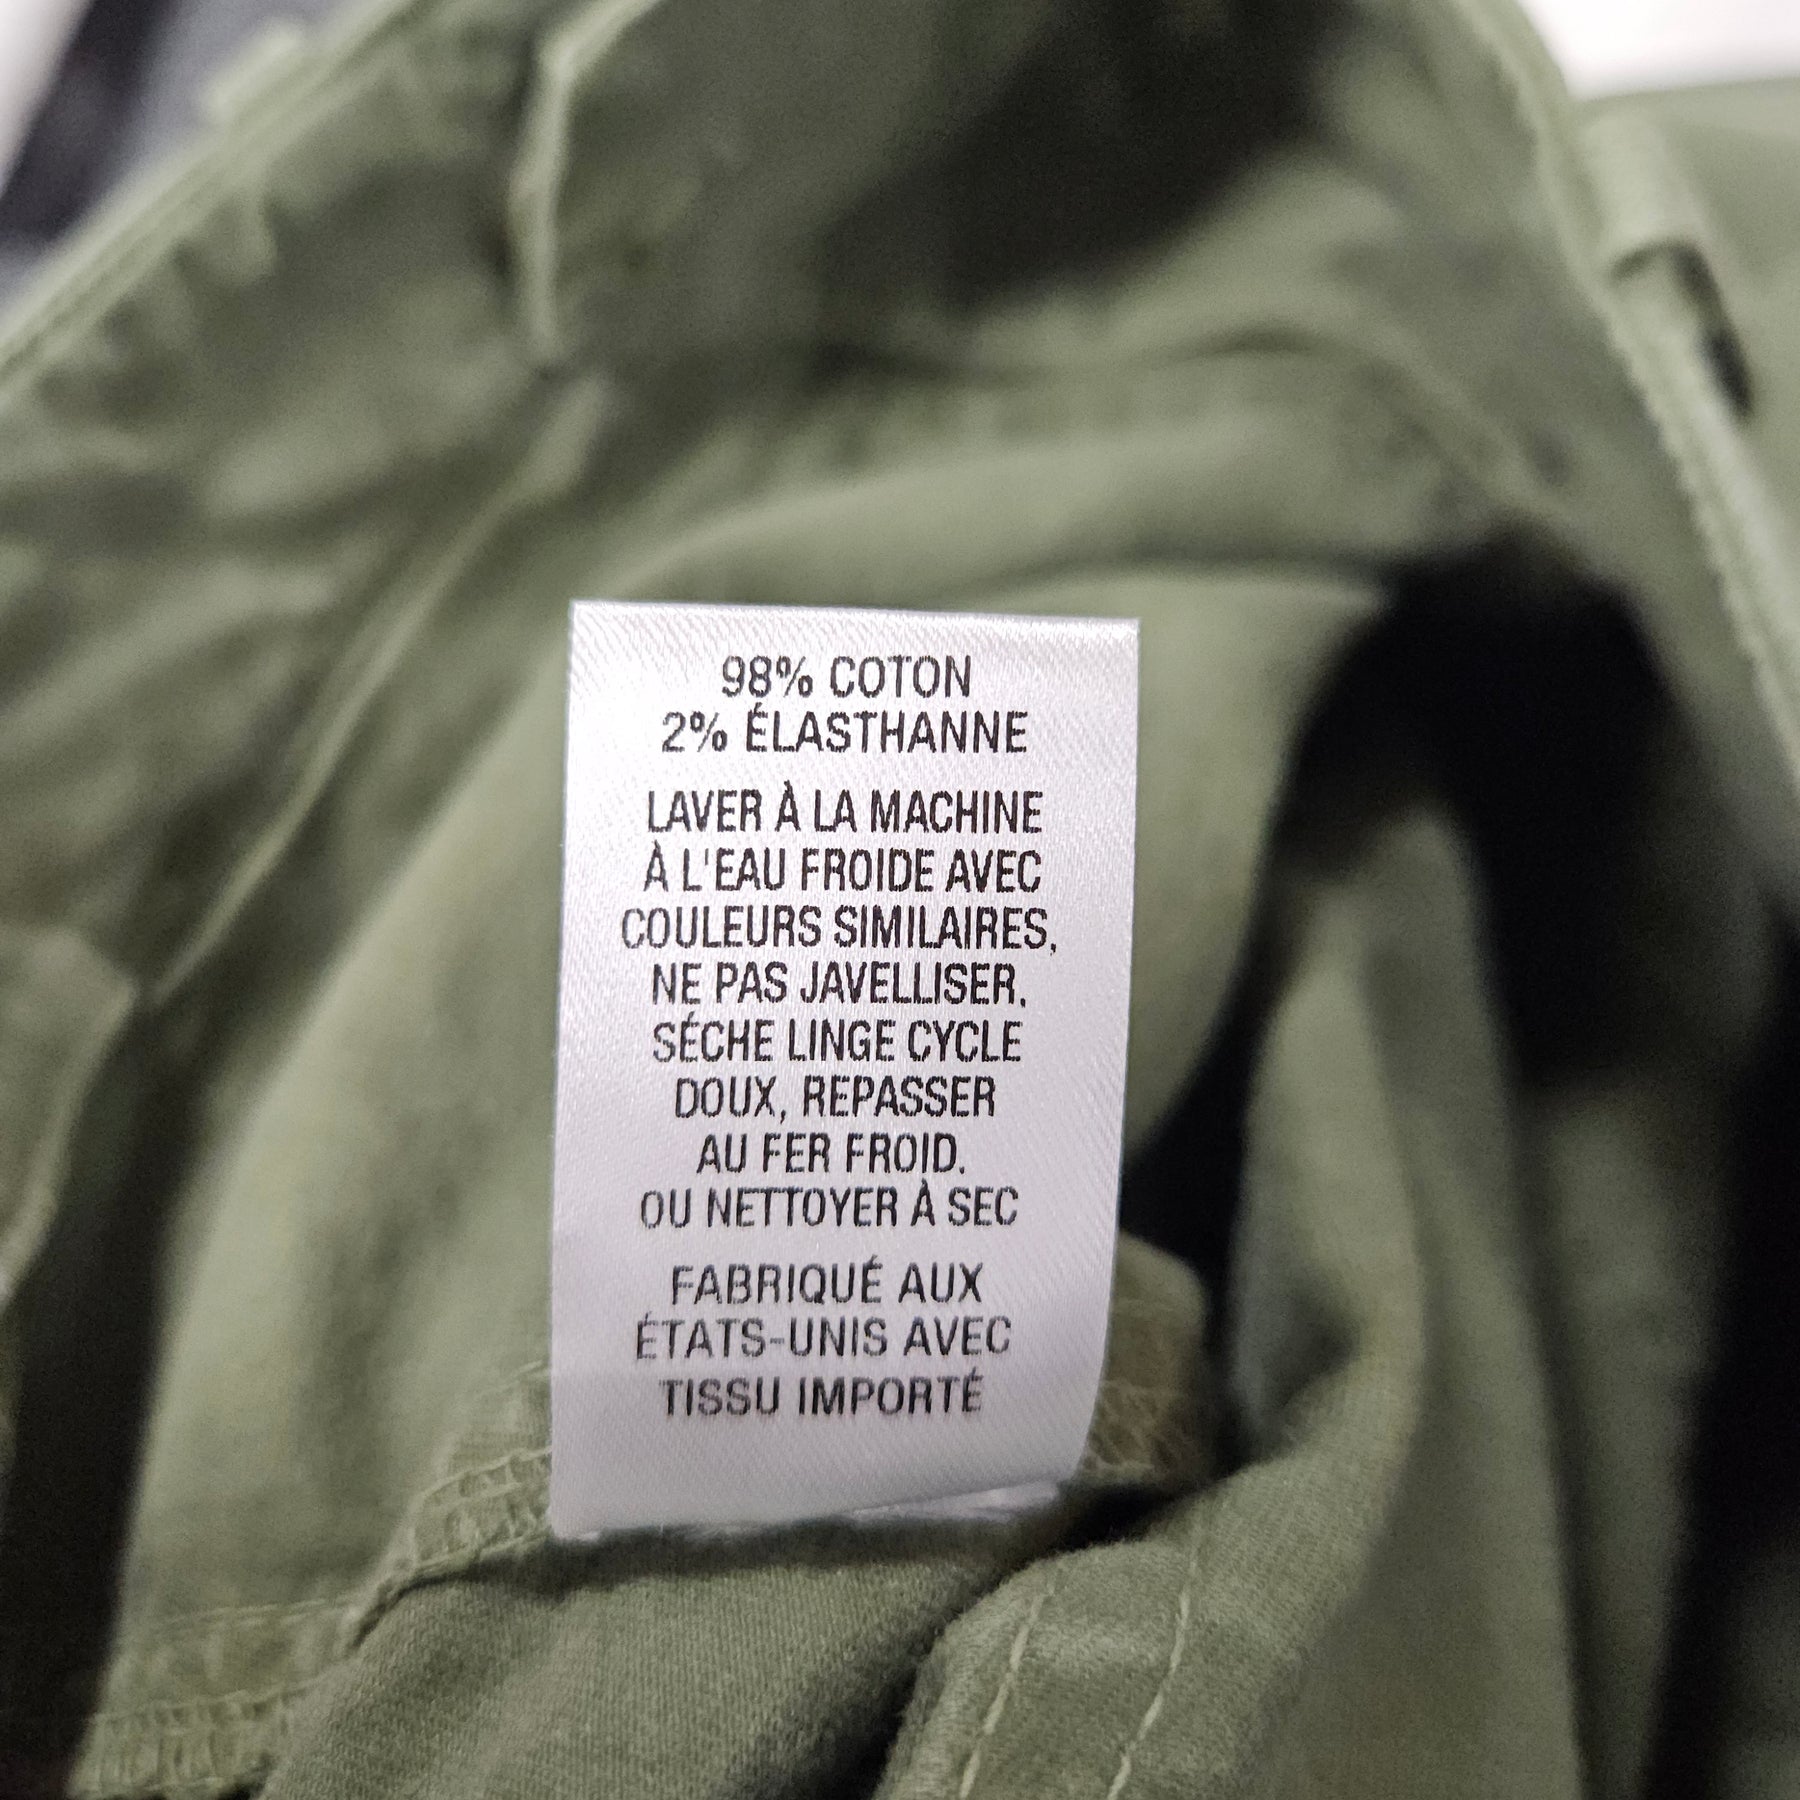 98% COTON
2% ÉLASTHANNE
LAVER À LA MACHINE
À L'EAU FROIDE AVEC
COULEURS SIMILAIRES,
NE PAS JAVELLISER.
SÉCHE LINGE CYCLE
DOUX, REPASSER
AU FER FROID.
OU NETTOYER À SEC
FABRIQUÉ AUX
ÉTATS-UNIS AVEC
TISSU IMPORTÉ